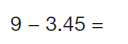 9 – 3.45 =